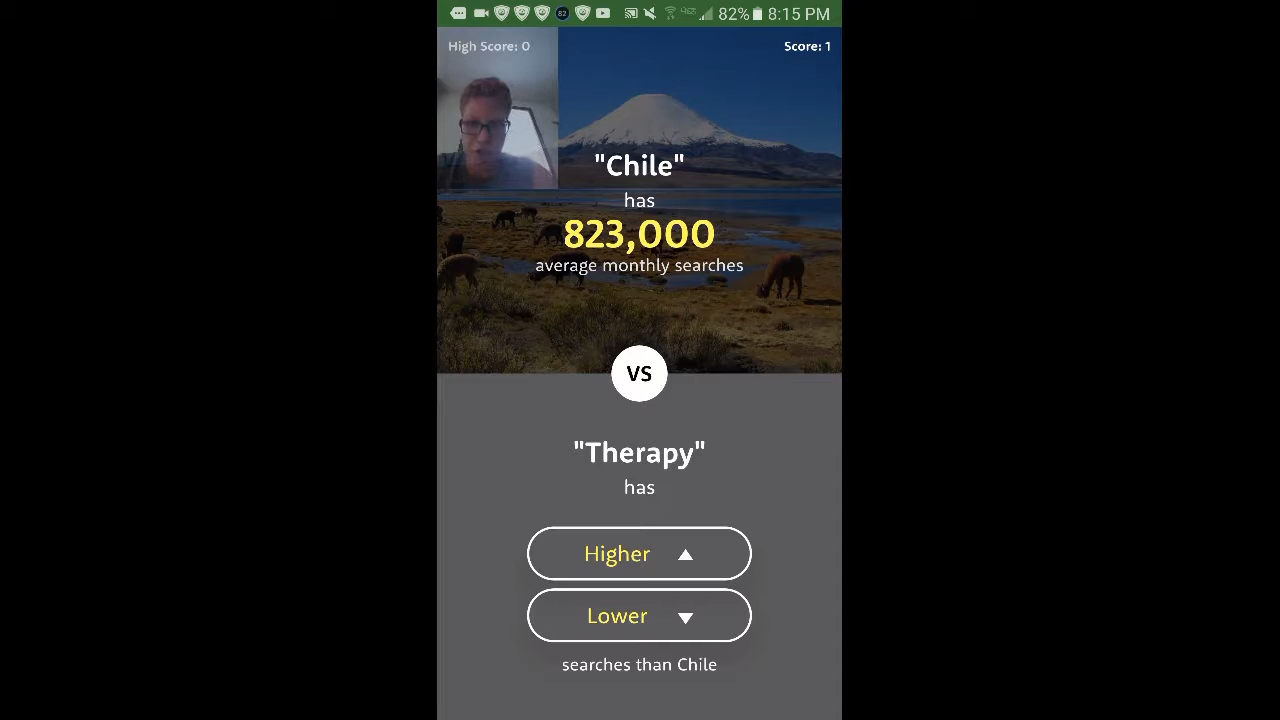 82 82% 8:15 PM
High Score: 0 Score: 1
"Chile"
has
823,000
average monthly searches
VS
"Therapy"
has
Higher ▲
Lower ▼
searches than Chile